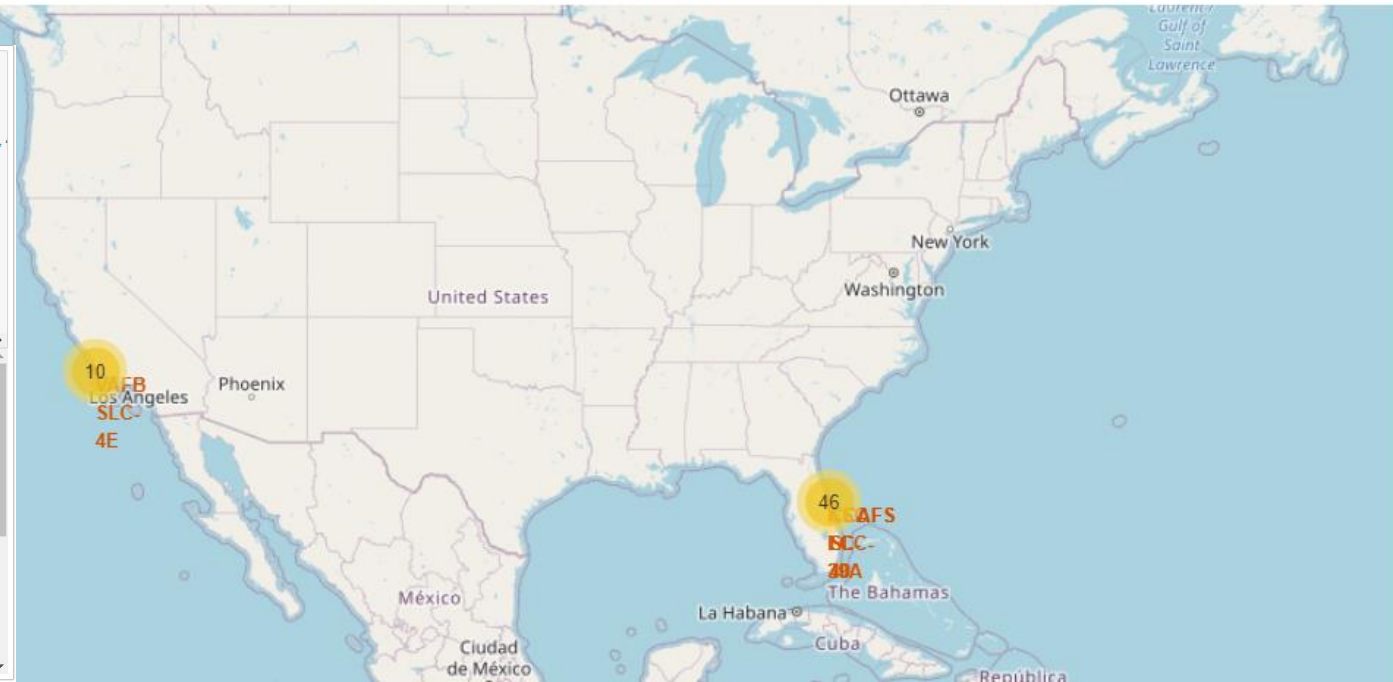 Gulf of
Saint
Lawrence
Ottawa
New York
Washington
United States
10
VAFB
Los Angeles
SLC-
4E
Phoenix
46
México
Ciudad
de México
La Habana
The Bahamas
Cuba
República